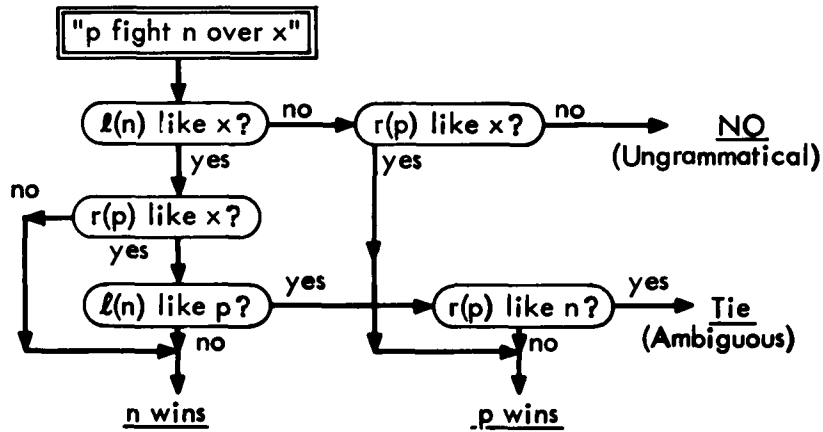 "p fight n over x"
ℓ(n) like x?
no
r(p) like x?
no
NO
(Ungrammatical)
yes
yes
no
r(p) like x?
yes
ℓ(n) like p?
yes
r(p) like n?
yes
Tie
(Ambiguous)
no
no
n wins
p wins